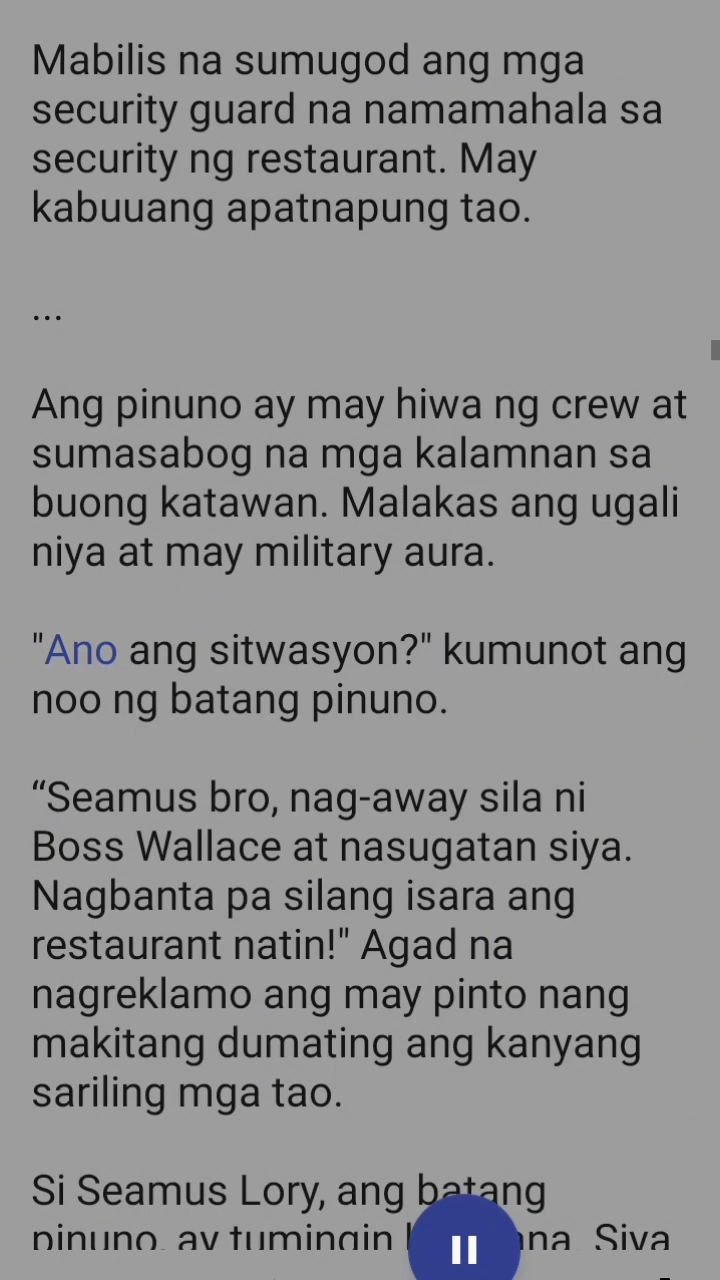 Mabilis na sumugod ang mga
security guard na namamahala sa
security ng restaurant. May
kabuuang apatnapung tao.
...
Ang pinuno ay may hiwa ng crew at
sumasabog na mga kalamnan sa
buong katawan. Malakas ang ugali
niya at may military aura.
"Ano ang sitwasyon?" kumunot ang
noo ng batang pinuno.
“Seamus bro, nag-away sila ni
Boss Wallace at nasugatan siya.
Nagbanta pa silang isara ang
restaurant natin!" Agad na
nagreklamo ang may pinto nang
makitang dumating ang kanyang
sariling mga tao.
Si Seamus Lory, ang batang
pinuno, ay tumingin Siya